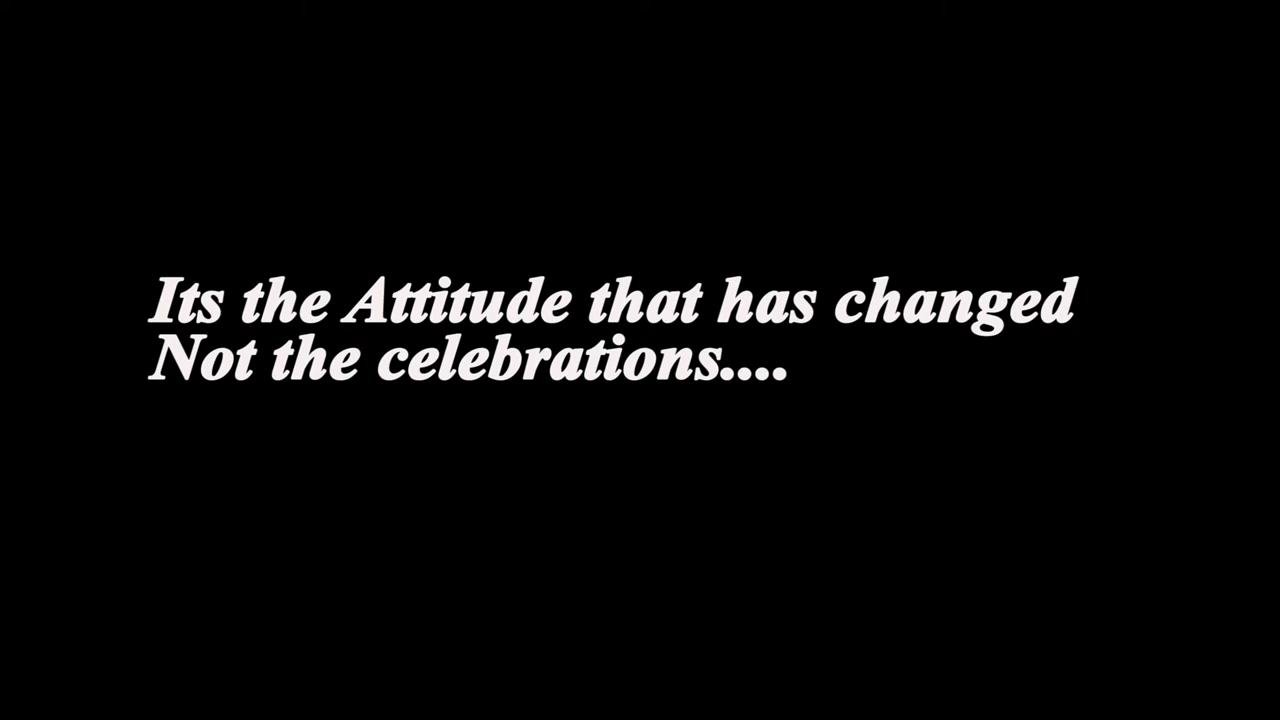 Its the Attitude that has changed
Not the celebrations....